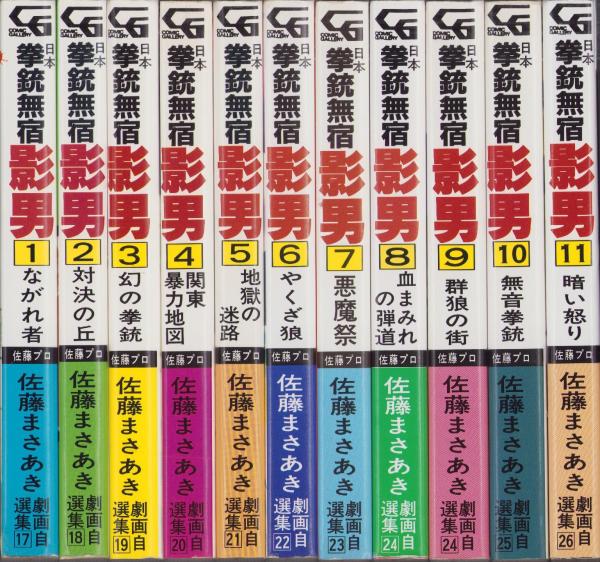 CG
COMIC GALLERY
日本
拳銃無宿
影男
1
ながれ者
佐藤プロ
佐藤まさあき
劇画自選集17
CG
COMIC GALLERY
日本
拳銃無宿
影男
2
対決の丘
佐藤プロ
佐藤まさあき
劇画自選集18
CG
COMIC GALLERY
日本
拳銃無宿
影男
3
幻の拳銃
佐藤プロ
佐藤まさあき
劇画自選集19
CG
COMIC GALLERY
日本
拳銃無宿
影男
4
関東
暴力地図
佐藤プロ
佐藤まさあき
劇画自選集20
CG
COMIC GALLERY
日本
拳銃無宿
影男
5
地獄の
迷路
佐藤プロ
佐藤まさあき
劇画自選集21
CG
COMIC GALLERY
日本
拳銃無宿
影男
6
やくざ狼
佐藤プロ
佐藤まさあき
劇画自選集22
CG
COMIC GALLERY
日本
拳銃無宿
影男
7
悪魔祭
佐藤プロ
佐藤まさあき
劇画自選集23
CG
COMIC GALLERY
日本
拳銃無宿
影男
8
血まみれ
の弾道
佐藤プロ
佐藤まさあき
劇画自選集24
CG
COMIC GALLERY
日本
拳銃無宿
影男
9
群狼の街
佐藤プロ
佐藤まさあき
劇画自選集24
CG
COMIC GALLERY
日本
拳銃無宿
影男
10
無音拳銃
佐藤プロ
佐藤まさあき
劇画自選集25
CG
COMIC GALLERY
日本
拳銃無宿
影男
11
暗い怒り
佐藤プロ
佐藤まさあき
劇画自選集26